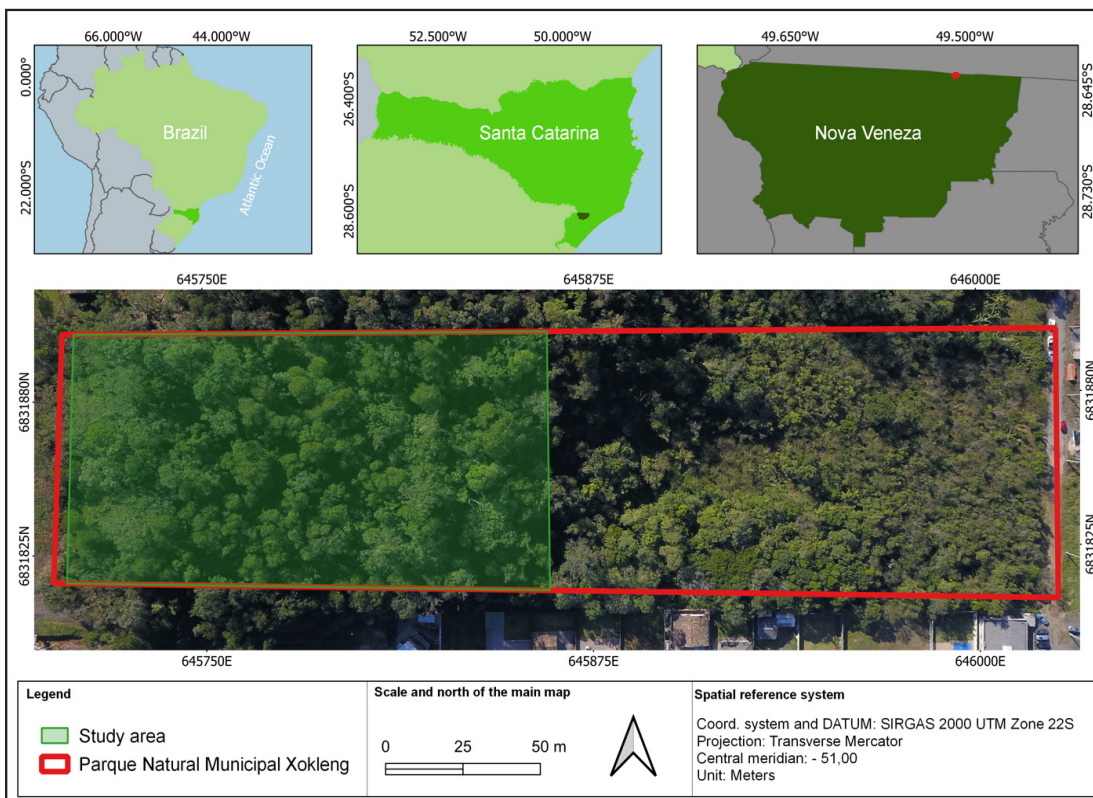 66.000°W 44.000°W
0.000°
22.000°S
Brazil
Atlantic Ocean
52.500°W 50.000°W
26.400°S
28.600°S
Santa Catarina
49.650°W 49.500°W
28.645°S
28.730°S
Nova Veneza
645750E 645875E 646000E
6831880N 6831880N
6831825N 6831825N
645750E 645875E 646000E
Legend
Study area
Parque Natural Municipal Xokleng
Scale and north of the main map
0 25 50 m
Spatial reference system
Coord. system and DATUM: SIRGAS 2000 UTM Zone 22S
Projection: Transverse Mercator
Central meridian: - 51,00
Unit: Meters